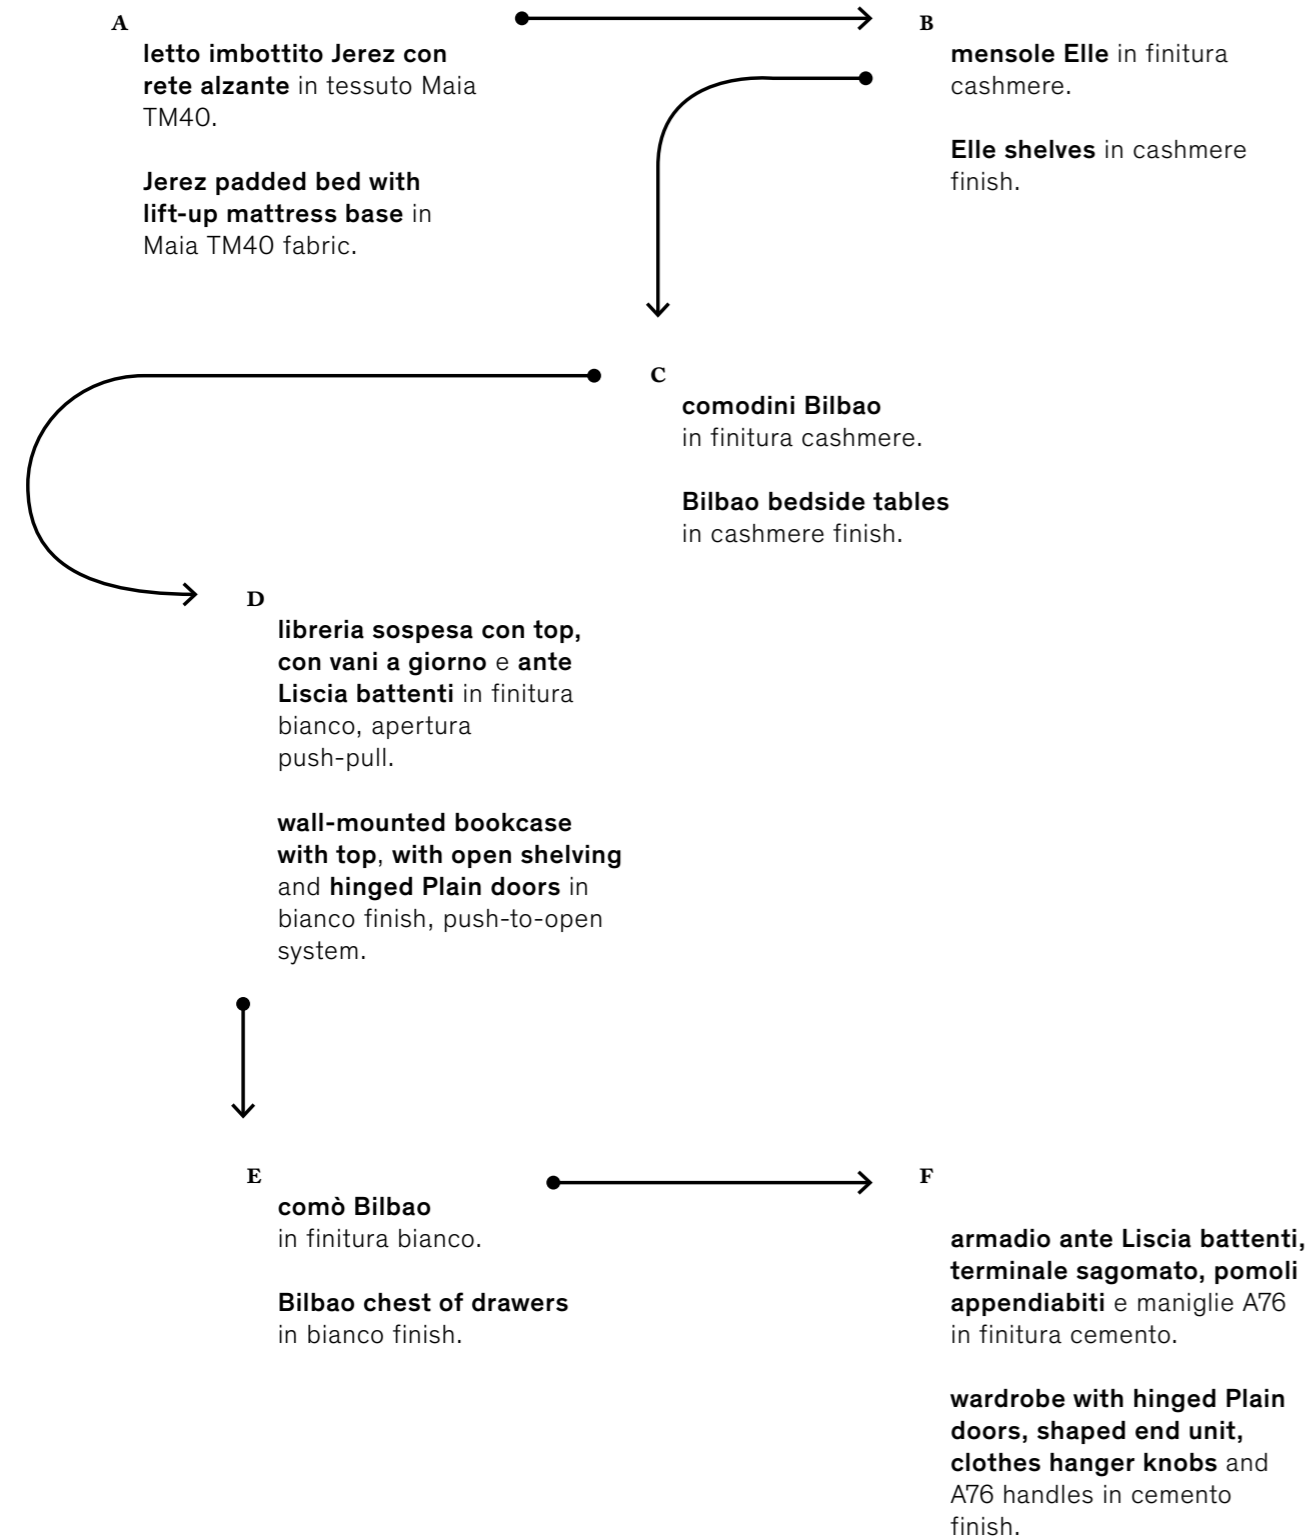 A
letto imbottito Jerez con
rete alzante in tessuto Maia
TM40.
Jerez padded bed with
lift-up mattress base in
Maia TM40 fabric.
B
mensole Elle in finitura
cashmere.
Elle shelves in cashmere
finish.
C
comodini Bilbao
in finitura cashmere.
Bilbao bedside tables
in cashmere finish.
D
libreria sospesa con top,
con vani a giorno e ante
Liscia battenti in finitura
bianco, apertura
push-pull.
wall-mounted bookcase
with top, with open shelving
and hinged Plain doors in
bianco finish, push-to-open
system.
E
comò Bilbao
in finitura bianco.
Bilbao chest of drawers
in bianco finish.
F
armadio ante Liscia battenti,
terminale sagomato, pomoli
appendiabiti e maniglie A76
in finitura cemento.
wardrobe with hinged Plain
doors, shaped end unit,
clothes hanger knobs and
A76 handles in cemento
finish.